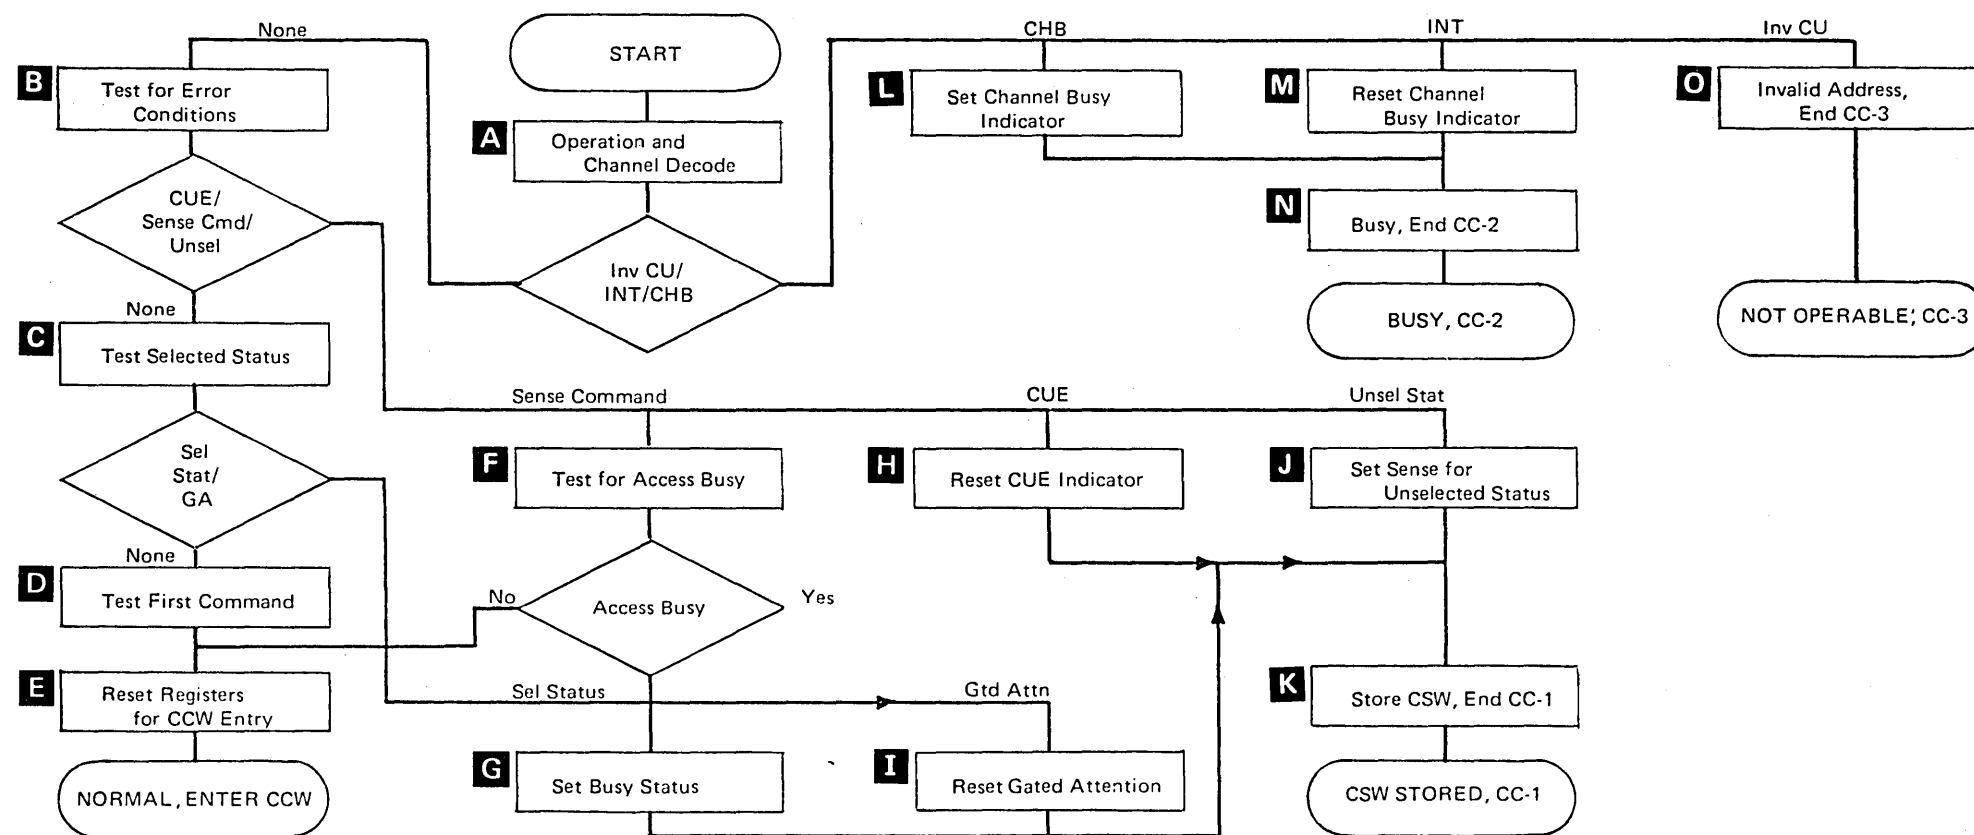 None
CHB
INT
Inv CU
START
B
Test for Error
Conditions
L
Set Channel Busy
Indicator
M
Reset Channel
Busy Indicator
O
Invalid Address,
End CC-3
A
Operation and
Channel Decode
CUE/
Sense Cmd/
Unsel
N
Busy, End CC-2
Inv CU/
INT/CHB
None
BUSY, CC-2
NOT OPERABLE, CC-3
C
Test Selected Status
Sense Command
CUE
Unsel Stat
Sel
Stat/
GA
F
Test for Access Busy
H
Reset CUE Indicator
J
Set Sense for
Unselected Status
None
D
Test First Command
No
Access Busy
Yes
E
Reset Registers
for CCW Entry
Sel Status
Gtd Attn
K
Store CSW, End CC-1
G
Set Busy Status
I
Reset Gated Attention
NORMAL, ENTER CCW
CSW STORED, CC-1